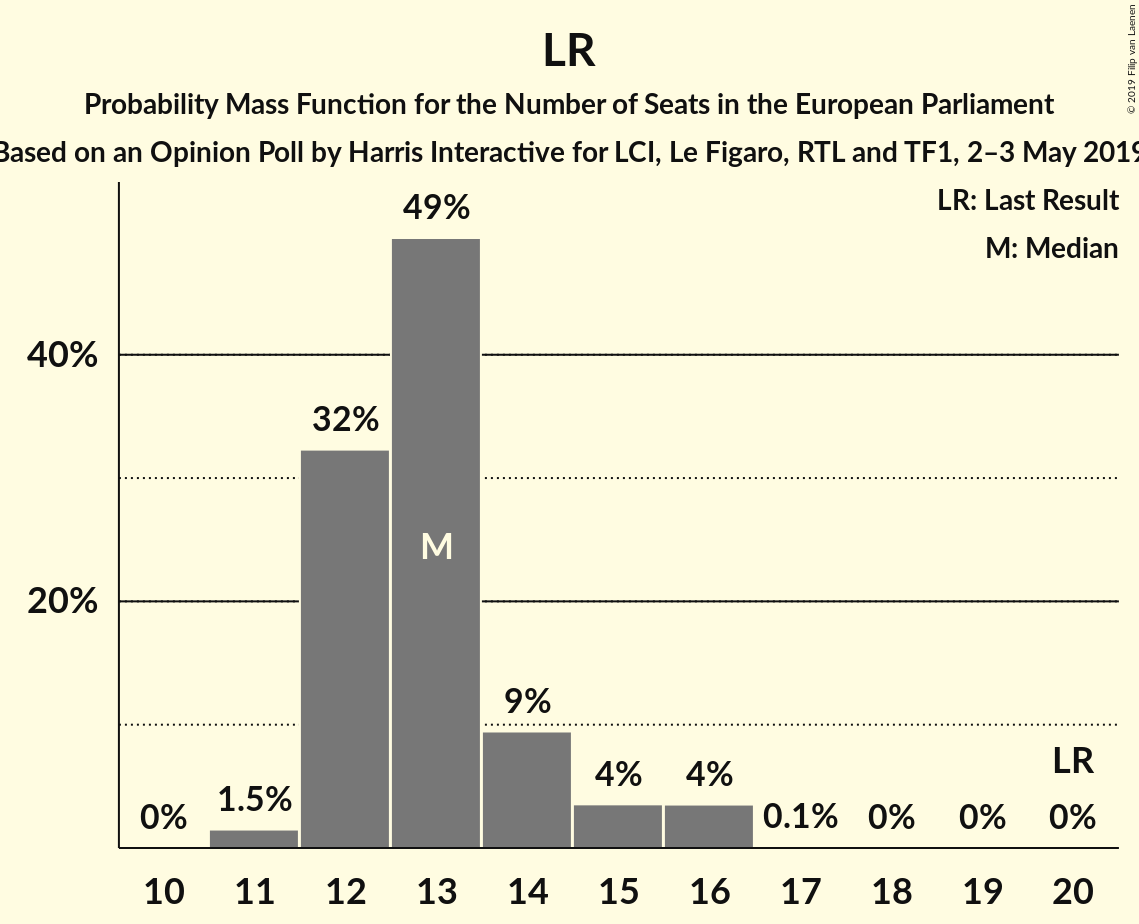 LR
Probability Mass Function for the Number of Seats in the European Parliament
Based on an Opinion Poll by Harris Interactive for LCI, Le Figaro, RTL and TF1, 2–3 May 2019
© 2019 Filip van Laenen
LR: Last Result
M: Median
49%
40%
32%
M
20%
9%
LR
4%
4%
1.5%
0%
0.1%
0%
0%
0%
10 11 12 13 14 15 16 17 18 19 20